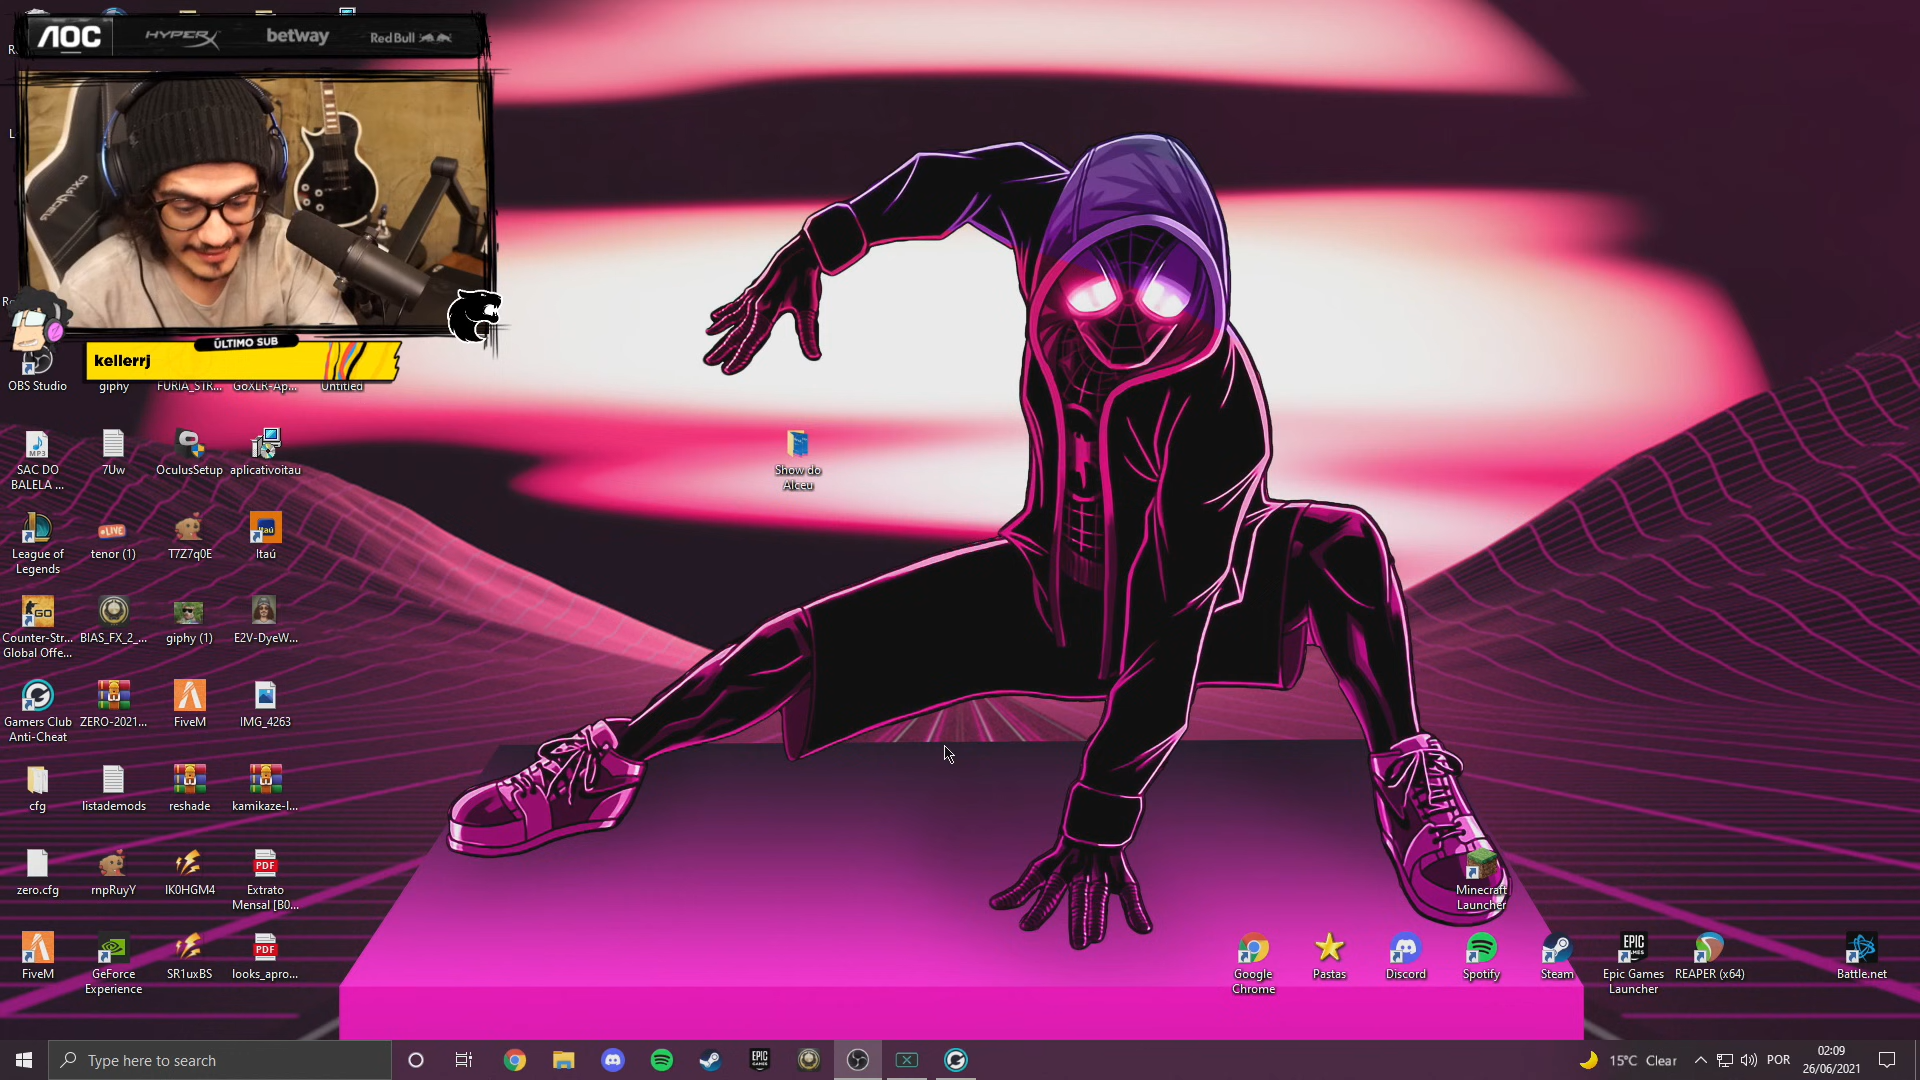 AOC
HYPERX
betway
Red Bull
ÚLTIMO SUB
kellerrj
OBS Studio
giphy
FURIA_STR...
GoXLR-Ap...
Untitled
SAC DO
BALELA ...
7Uw
OculusSetup
aplicativoitau
Show do
Alceu
League of
Legends
tenor (1)
T7Z7q0E
Itaú
Counter-Str...
Global Offe...
BIAS_FX_2_...
giphy (1)
E2V-DyeW...
Gamers Club
Anti-Cheat
ZERO-2021...
FiveM
IMG_4263
cfg
listademods
reshade
kamikaze-l...
zero.cfg
rnpRuyY
IK0HGM4
Extrato
Mensal [B0...
Minecraft
Launcher
FiveM
GeForce
Experience
SR1uxBS
looks_apro...
Google
Chrome
Pastas
Discord
Spotify
Steam
Epic Games
Launcher
REAPER (x64)
Battle.net
Type here to search
15°C Clear
POR
02:09
26/06/2021